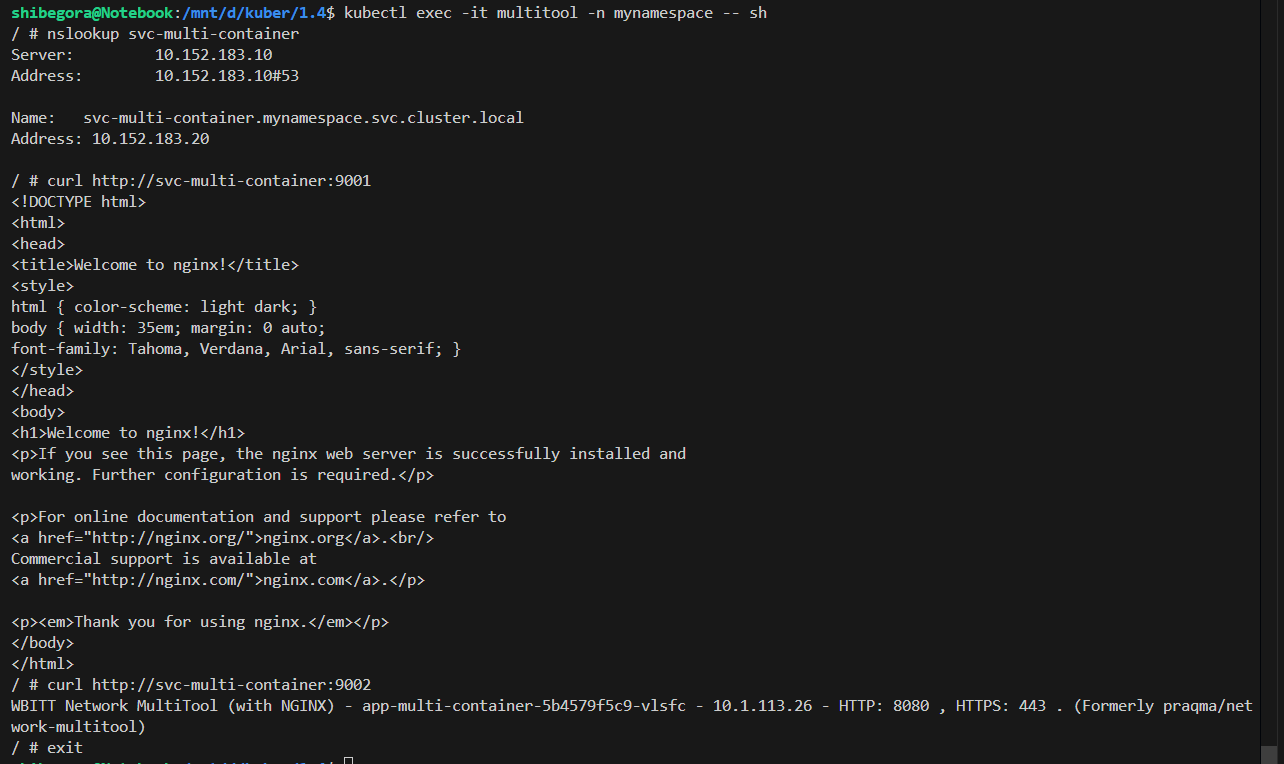 shibegora@Notebook:/mnt/d/kuber/1.4$ kubectl exec -it multitool -n mynamespace -- sh
/ # nslookup svc-multi-container
Server:         10.152.183.10
Address:        10.152.183.10#53

Name:   svc-multi-container.mynamespace.svc.cluster.local
Address: 10.152.183.20

/ # curl http://svc-multi-container:9001
<!DOCTYPE html>
<html>
<head>
<title>Welcome to nginx!</title>
<style>
html { color-scheme: light dark; }
body { width: 35em; margin: 0 auto;
font-family: Tahoma, Verdana, Arial, sans-serif; }
</style>
</head>
<body>
<h1>Welcome to nginx!</h1>
<p>If you see this page, the nginx web server is successfully installed and
working. Further configuration is required.</p>

<p>For online documentation and support please refer to
<a href="http://nginx.org/">nginx.org</a>.<br/>
Commercial support is available at
<a href="http://nginx.com/">nginx.com</a>.</p>

<p><em>Thank you for using nginx.</em></p>
</body>
</html>
/ # curl http://svc-multi-container:9002
WBITT Network MultiTool (with NGINX) - app-multi-container-5b4579f5c9-vlsfc - 10.1.113.26 - HTTP: 8080 , HTTPS: 443 . (Formerly praqma/net
work-multitool)
/ # exit